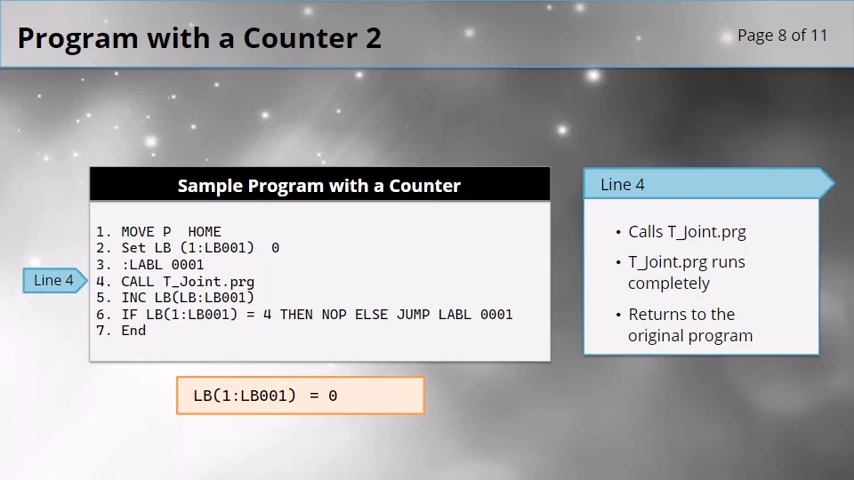 Program with a Counter 2
Page 8 of 11
Sample Program with a Counter
1. MOVE P  HOME
2. Set LB (1:LB001)  0
3. :LABL 0001
4. CALL T_Joint.prg
5. INC LB(LB:LB001)
6. IF LB(1:LB001) = 4 THEN NOP ELSE JUMP LABL 0001
7. End
Line 4
LB(1:LB001) = 0
Line 4
• Calls T_Joint.prg
• T_Joint.prg runs
completely
• Returns to the
original program